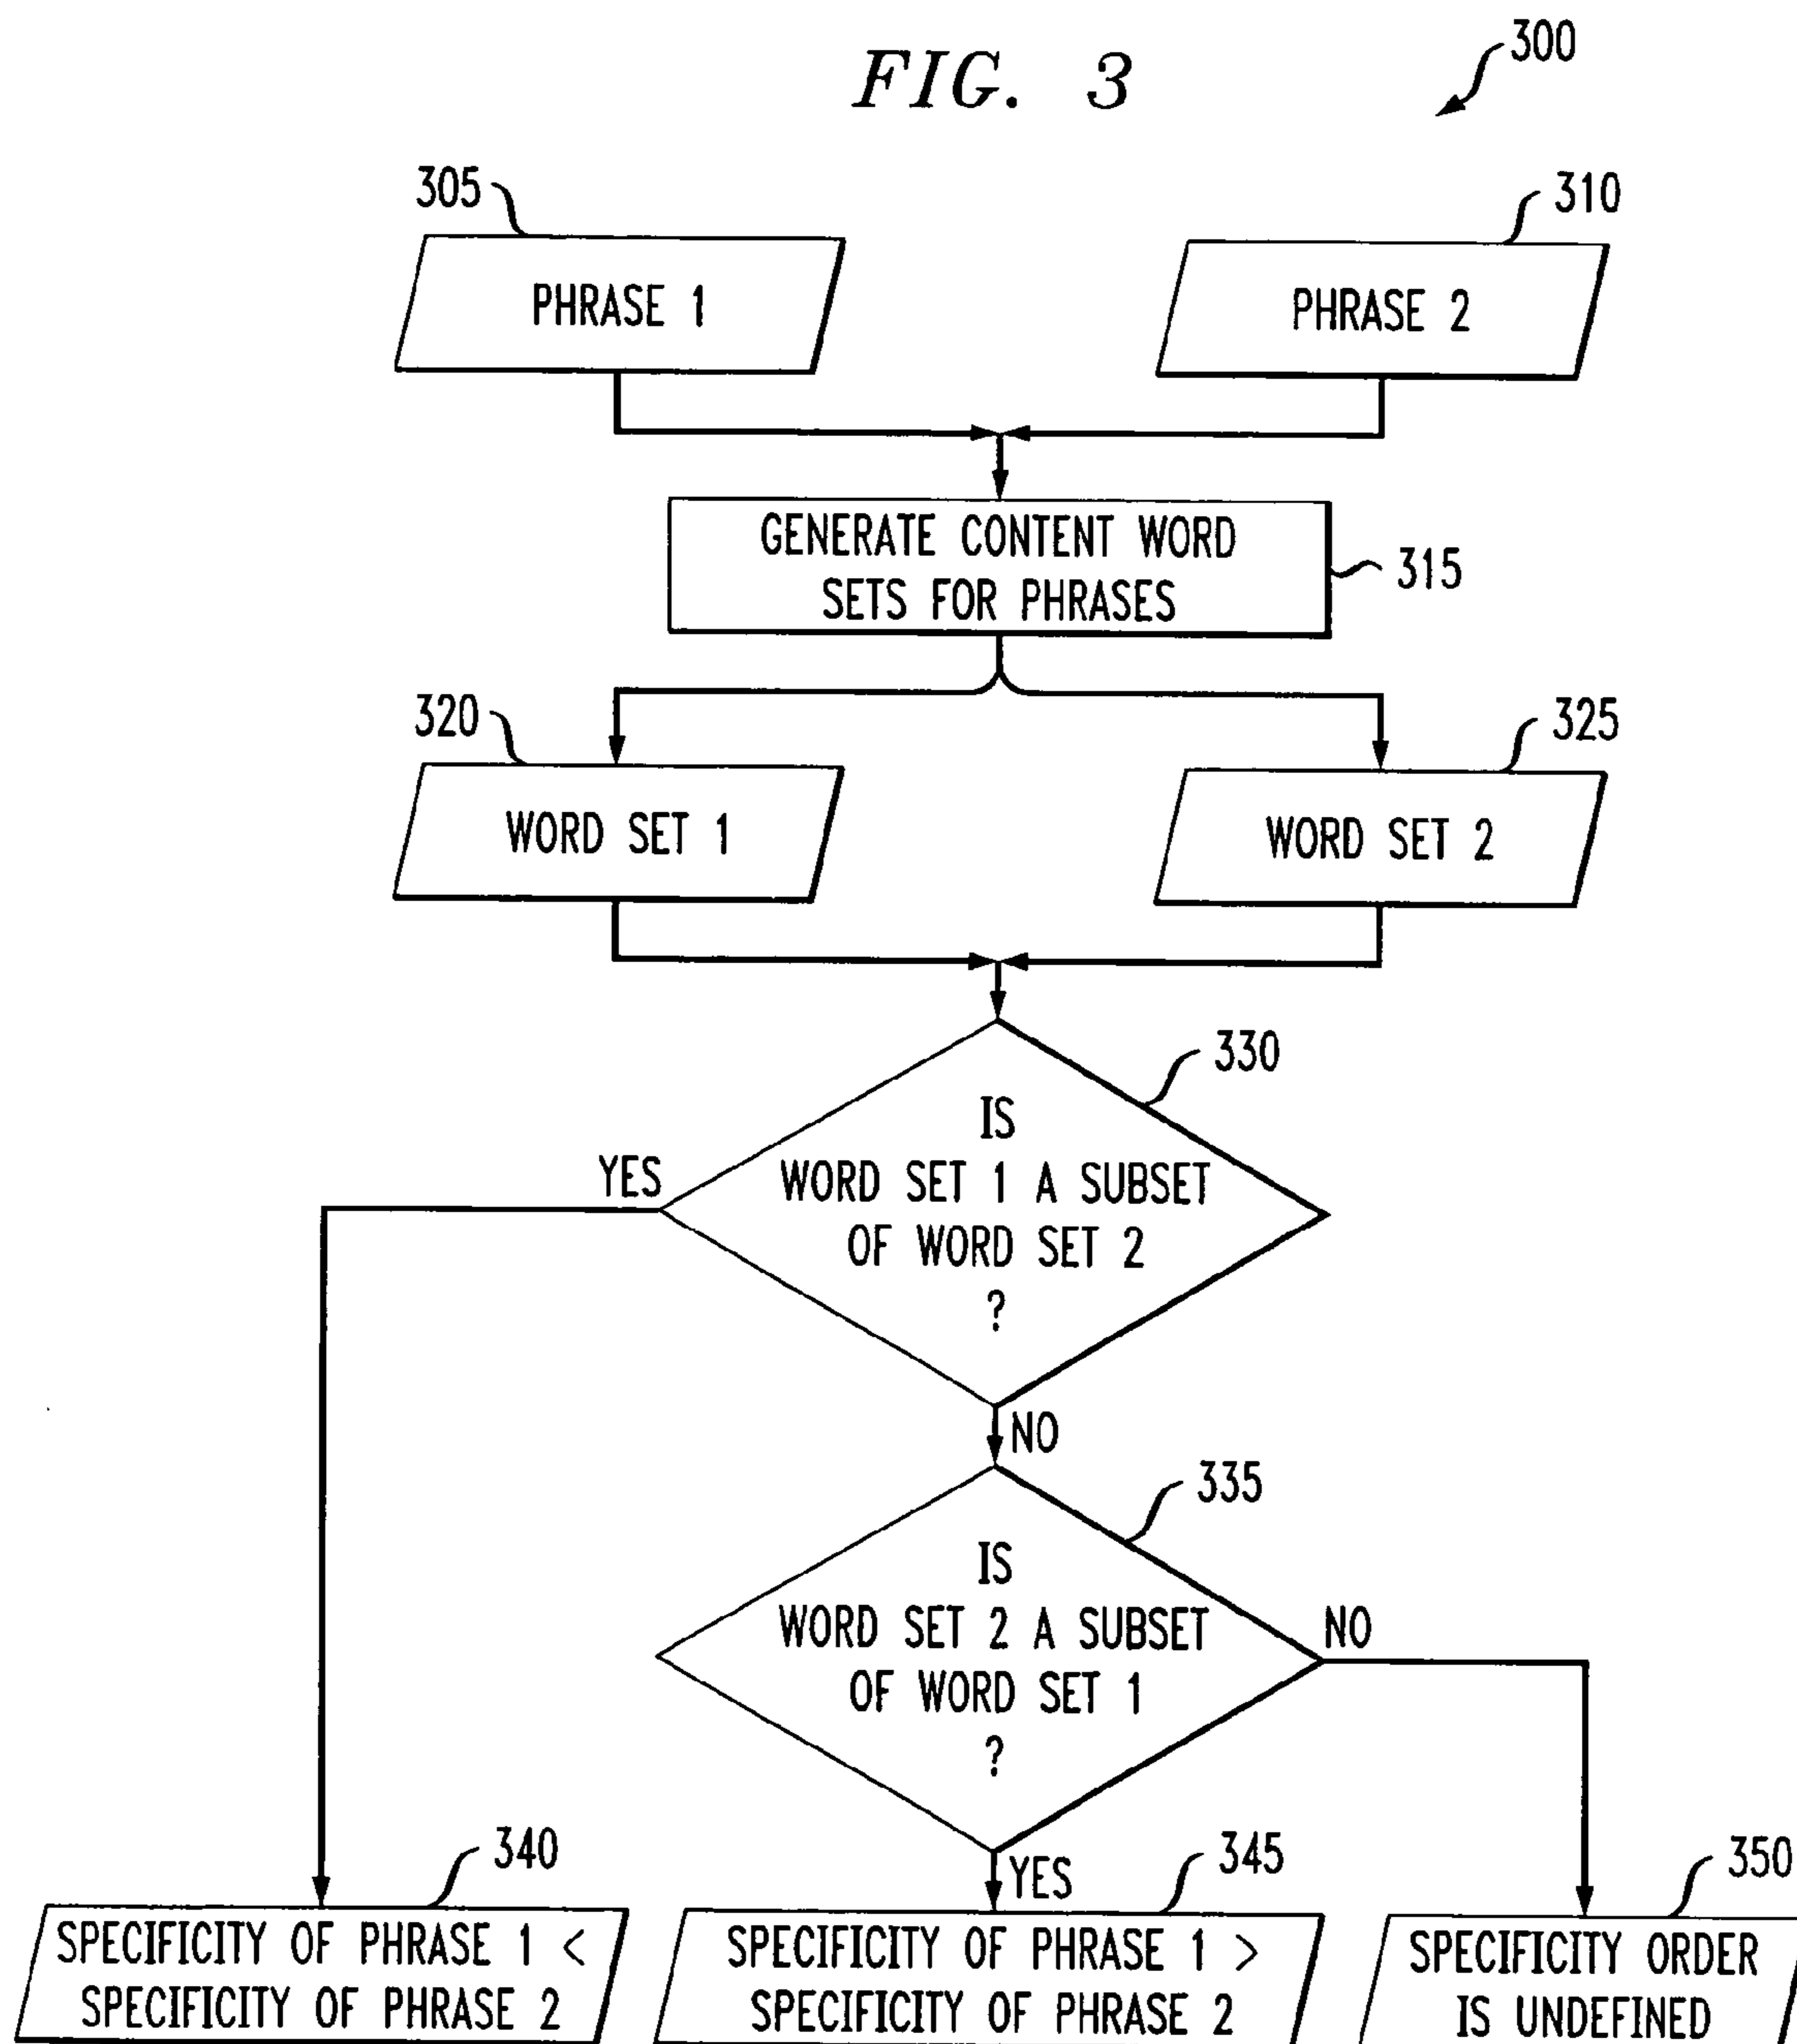 FIG. 3
300
305
310
PHRASE 1
PHRASE 2
GENERATE CONTENT WORD
SETS FOR PHRASES
315
320
325
WORD SET 1
WORD SET 2
330
IS
WORD SET 1 A SUBSET
OF WORD SET 2
?
YES
NO
335
IS
WORD SET 2 A SUBSET
OF WORD SET 1
?
NO
YES
340
345
350
SPECIFICITY OF PHRASE 1 <
SPECIFICITY OF PHRASE 2
SPECIFICITY OF PHRASE 1 >
SPECIFICITY OF PHRASE 2
SPECIFICITY ORDER
IS UNDEFINED